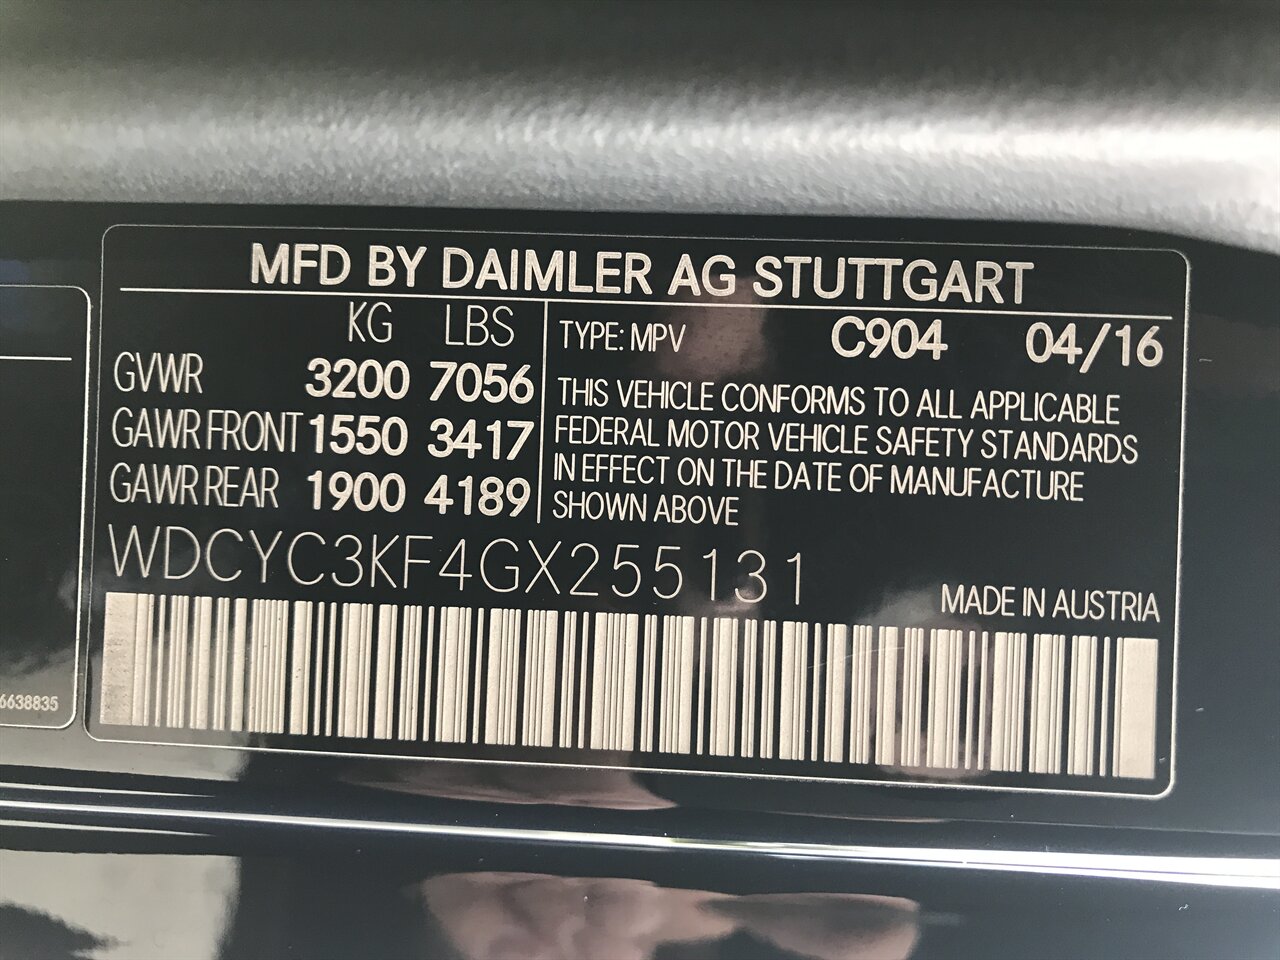 MFD BY DAIMLER AG STUTTGART
KG LBS
GVWR 3200 7056
GAWR FRONT 1550 3417
GAWR REAR 1900 4189
TYPE: MPV C904 04/16
THIS VEHICLE CONFORMS TO ALL APPLICABLE
FEDERAL MOTOR VEHICLE SAFETY STANDARDS
IN EFFECT ON THE DATE OF MANUFACTURE
SHOWN ABOVE
WDCYC3KF4GX255131
MADE IN AUSTRIA
6638835